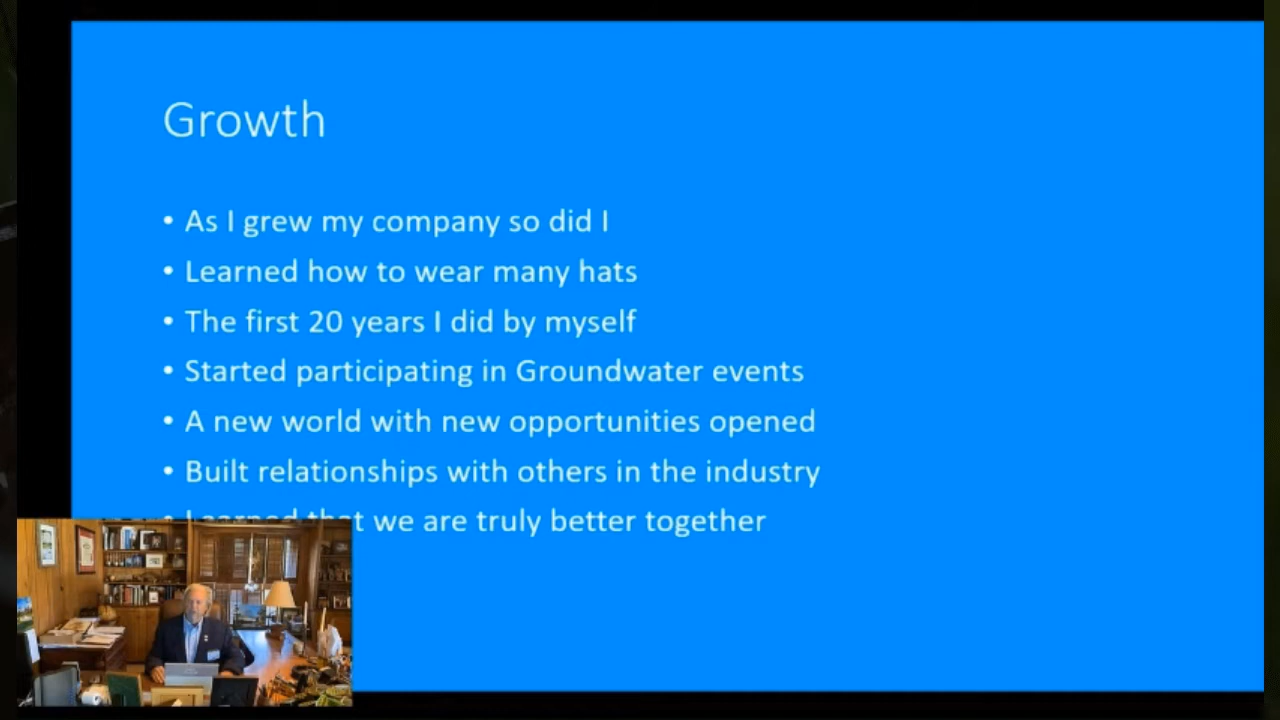 Growth
• As I grew my company so did I
• Learned how to wear many hats
• The first 20 years I did by myself
• Started participating in Groundwater events
• A new world with new opportunities opened
• Built relationships with others in the industry
• Learned that we are truly better together